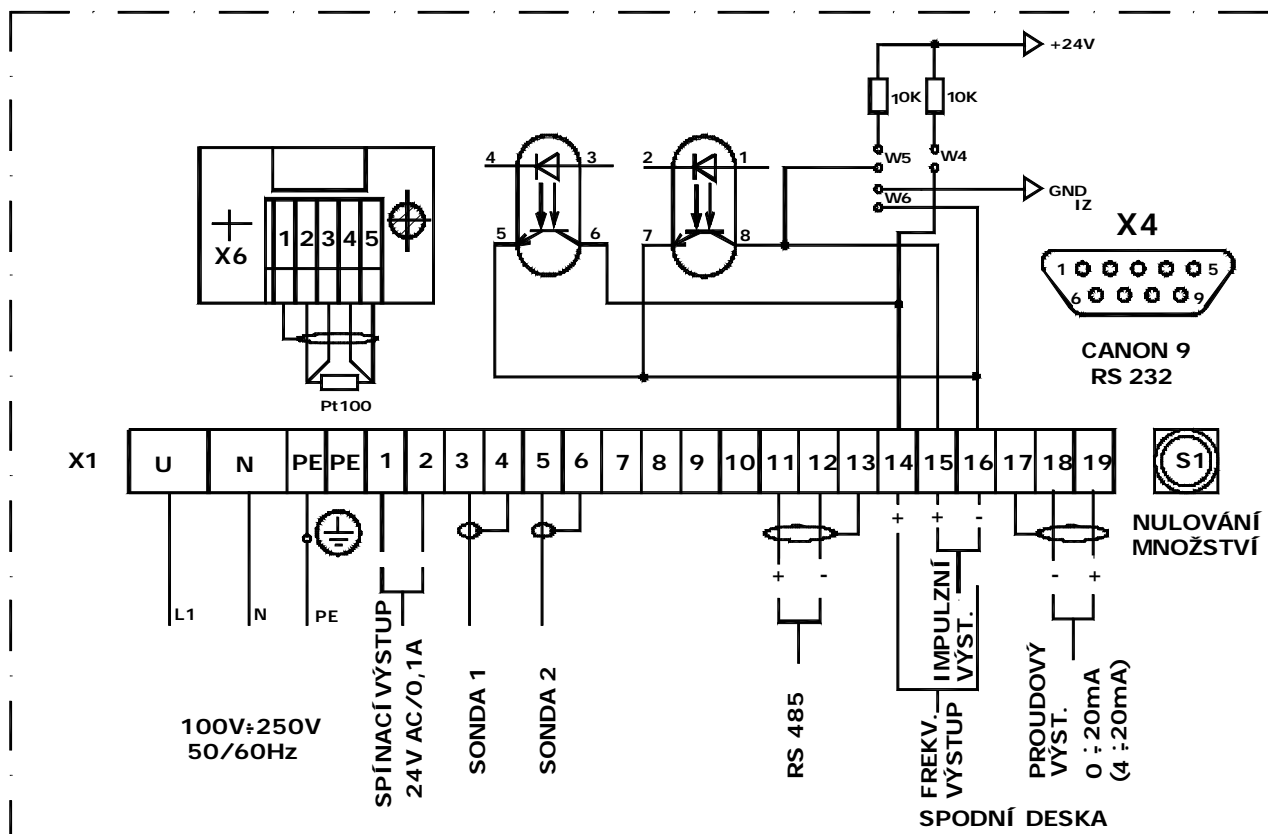 +24V
10K
10K
4
3
2
1
W5
W4
W6
GND
IZ
X6
1 2 3 4 5
5
6
7
8
X4
1
5
6
9
CANON 9
RS 232
Pt100
X1
U N PE PE 1 2 3 4 5 6 7 8 9 10 11 12 13 14 15 16 17 18 19
S1
NULOVÁNÍ
MNOŽSTVÍ
+ + -
+ -
- +
L1
N
PE
100V÷250V
50/60Hz
SPÍNACÍ VÝSTUP
24V AC/0,1A
SONDA 1
SONDA 2
RS 485
FREKV.
VÝSTUP
IMPULZNÍ
VÝST.
PROUDOVÝ
VÝST.
0÷20mA
(4÷20mA)
SPODNÍ DESKA